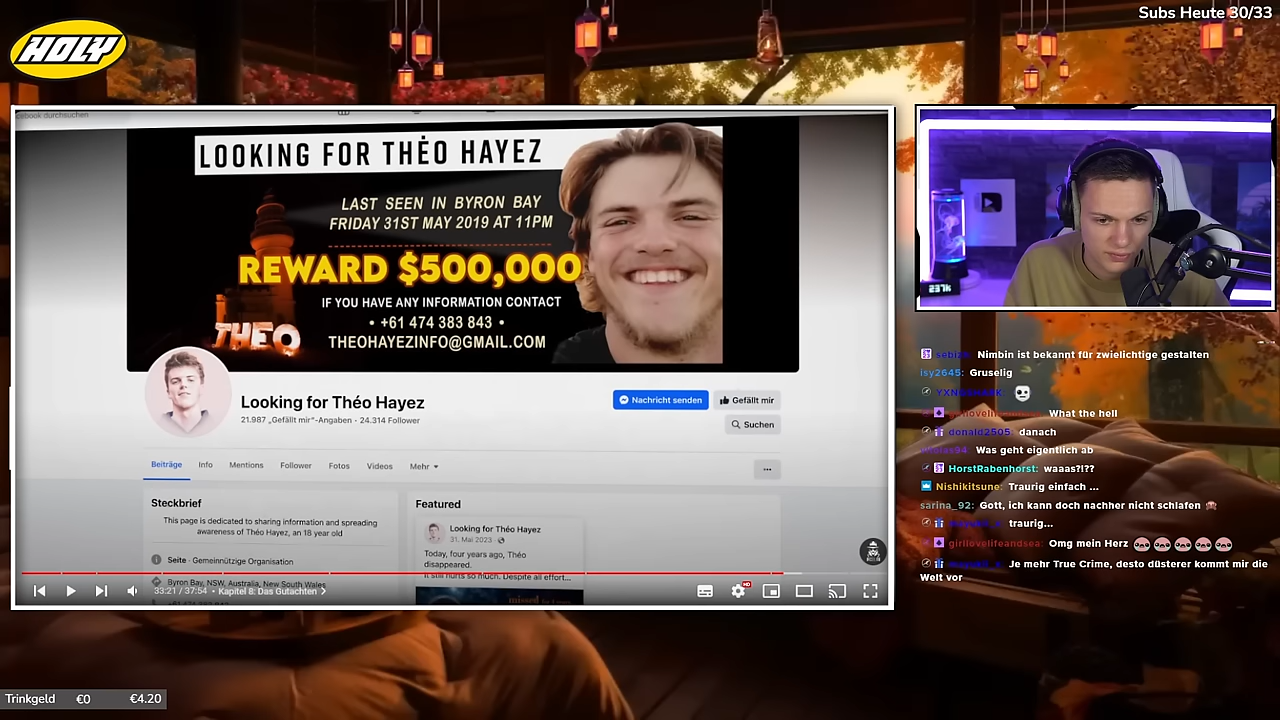 Subs Heute 30/33
HOLY
cebook durchsuchen
LOOKING FOR THÉO HAYEZ
LAST SEEN IN BYRON BAY
FRIDAY 31ST MAY 2019 AT 11PM
REWARD $500,000
IF YOU HAVE ANY INFORMATION CONTACT
• +61 474 383 843 •
THEOHAYEZINFO@GMAIL.COM
THEO
Looking for Théo Hayez
21.987 „Gefällt mir“-Angaben • 24.314 Follower
Nachricht senden
Gefällt mir
Suchen
Beiträge Info Mentions Follower Fotos Videos Mehr
Steckbrief
This page is dedicated to sharing information and spreading
awareness of Théo Hayez, an 18 year old
Seite · Gemeinnützige Organisation
Byron Bay, NSW, Australia, New South Wales
Featured
Looking for Théo Hayez
31. Mai 2023
Today, four years ago, Théo
disappeared.
It still hurts so much. Despite all effort...
missed
33:21 / 37:54 • Kapitel 8: Das Gutachten
HD
237k
Nimbin ist bekannt für zwielichtige gestalten
isy2645: Gruselig
What the hell
donald2505: danach
Was geht eigentlich ab
HorstRabenhorst: waaas?!??
Nishikitsune: Traurig einfach ...
sarina_92: Gott, ich kann doch nachher nicht schlafen
traurig...
girllovelifeandsea: Omg mein Herz
Je mehr True Crime, desto düsterer kommt mir die
Welt vor
Trinkgeld €0 €4.20